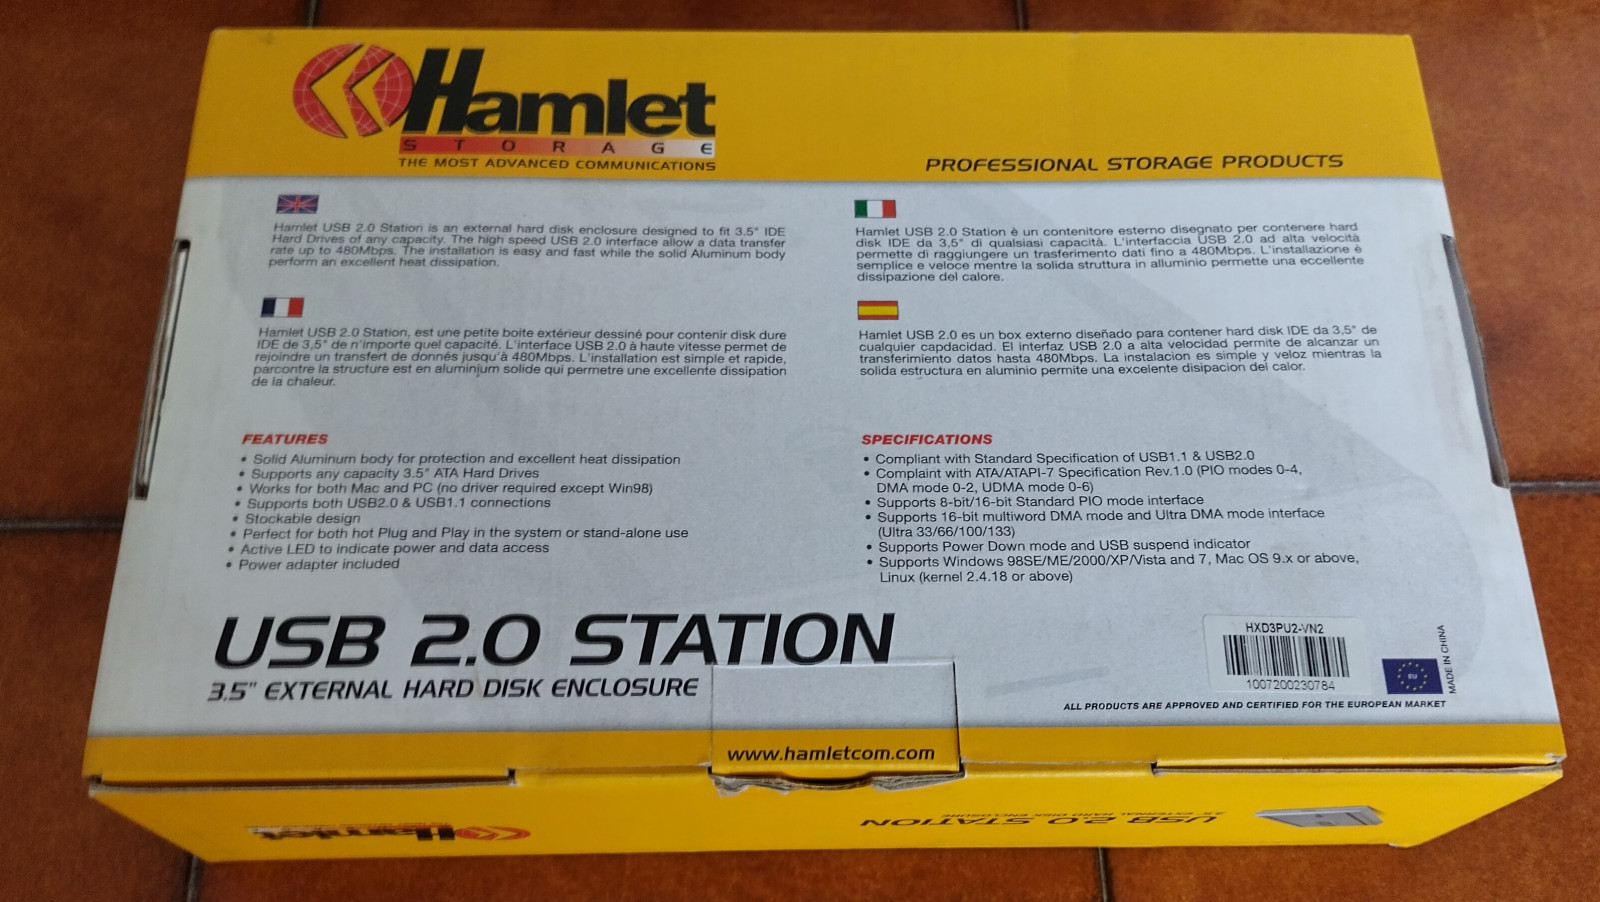 Hamlet
STORAGE
THE MOST ADVANCED COMMUNICATIONS
PROFESSIONAL STORAGE PRODUCTS
Hamlet USB 2.0 Station is an external hard disk enclosure designed to fit 3.5" IDE
Hard Drives of any capacity. The high speed USB 2.0 interface allow a data transfer
rate up to 480Mbps. The installation is easy and fast while the solid Aluminum body
perform an excellent heat dissipation.
Hamlet USB 2.0 Station è un contenitore esterno disegnato per contenere hard
disk IDE da 3,5" di qualsiasi capacità. L'interfaccia USB 2.0 ad alta velocità
permette di raggiungere un trasferimento dati fino a 480Mbps. L'installazione è
semplice e veloce mentre la solida struttura in alluminio permette una eccellente
dissipazione del calore.
Hamlet USB 2.0 Station, est une petite boite extérieur dessiné pour contenir disk dure
IDE de 3,5" de n'importe quel capacité. L'interface USB 2.0 à haute vitesse permet de
rejoindre un transfert de donnés jusqu'à 480Mbps. L'installation est simple et rapide,
parcontre la structure est en aluminium solide qui permetre une excellente dissipation
de la chaleur.
Hamlet USB 2.0 es un box externo diseñado para contener hard disk IDE da 3,5" de
cualquier capdacidad. El interfaz USB 2.0 a alta velocidad permite de alcanzar un
transferimiento datos hasta 480Mbps. La instalacion es simple y veloz mientras la
solida estructura en aluminio permite una excelente disipacion del calor.
FEATURES
• Solid Aluminum body for protection and excellent heat dissipation
• Supports any capacity 3.5" ATA Hard Drives
• Works for both Mac and PC (no driver required except Win98)
• Supports both USB2.0 & USB1.1 connections
• Stockable design
• Perfect for both hot Plug and Play in the system or stand-alone use
• Active LED to indicate power and data access
• Power adapter included
SPECIFICATIONS
• Compliant with Standard Specification of USB1.1 & USB2.0
• Complaint with ATA/ATAPI-7 Specification Rev.1.0 (PIO modes 0-4,
DMA mode 0-2, UDMA mode 0-6)
• Supports 8-bit/16-bit Standard PIO mode interface
• Supports 16-bit multiword DMA mode and Ultra DMA mode interface
(Ultra 33/66/100/133)
• Supports Power Down mode and USB suspend indicator
• Supports Windows 98SE/ME/2000/XP/Vista and 7, Mac OS 9.x or above,
Linux (kernel 2.4.18 or above)
USB 2.0 STATION
3.5" EXTERNAL HARD DISK ENCLOSURE
HXD3PU2-VN2
1007200230784
EU
MADE IN CHINA
ALL PRODUCTS ARE APPROVED AND CERTIFIED FOR THE EUROPEAN MARKET
www.hamletcom.com
Hamlet
USB 2.0 STATION
3.5" EXTERNAL HARD DISK ENCLOSURE